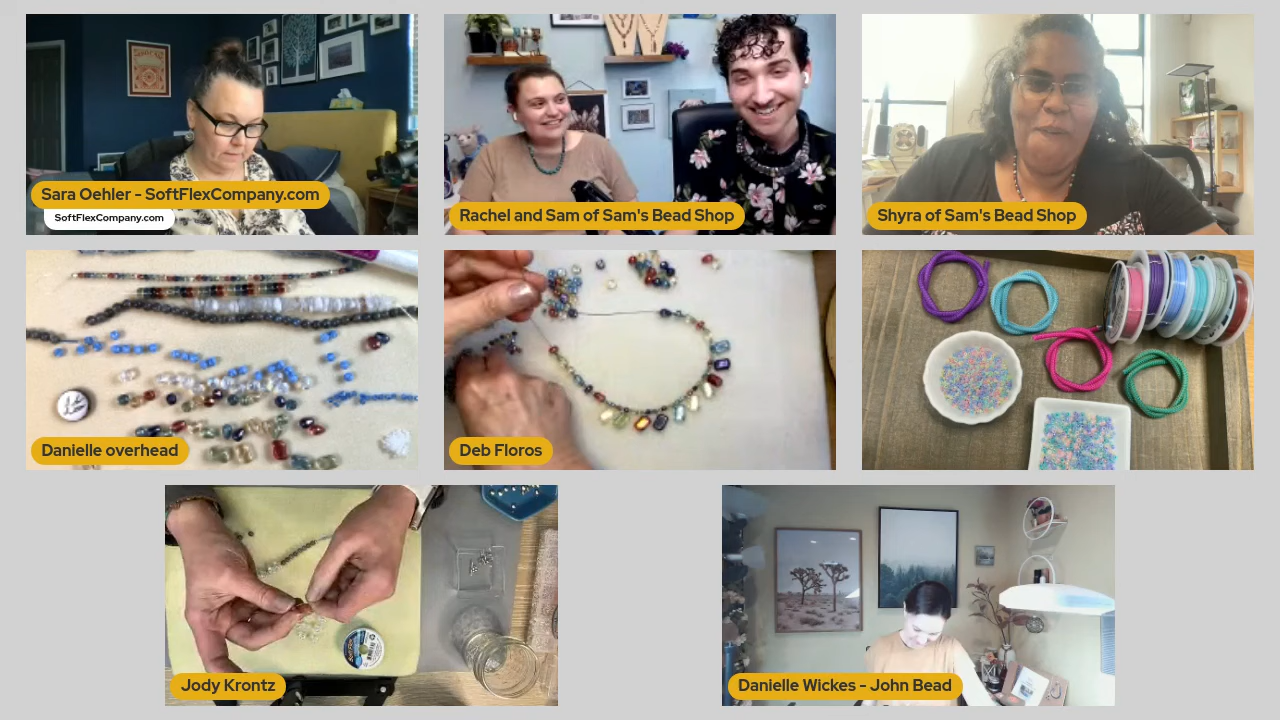 Sara Oehler - SoftFlexCompany.com
SoftFlexCompany.com
Rachel and Sam of Sam's Bead Shop
Shyra of Sam's Bead Shop
Danielle overhead
Deb Floros
Jody Krontz
Danielle Wickes - John Bead